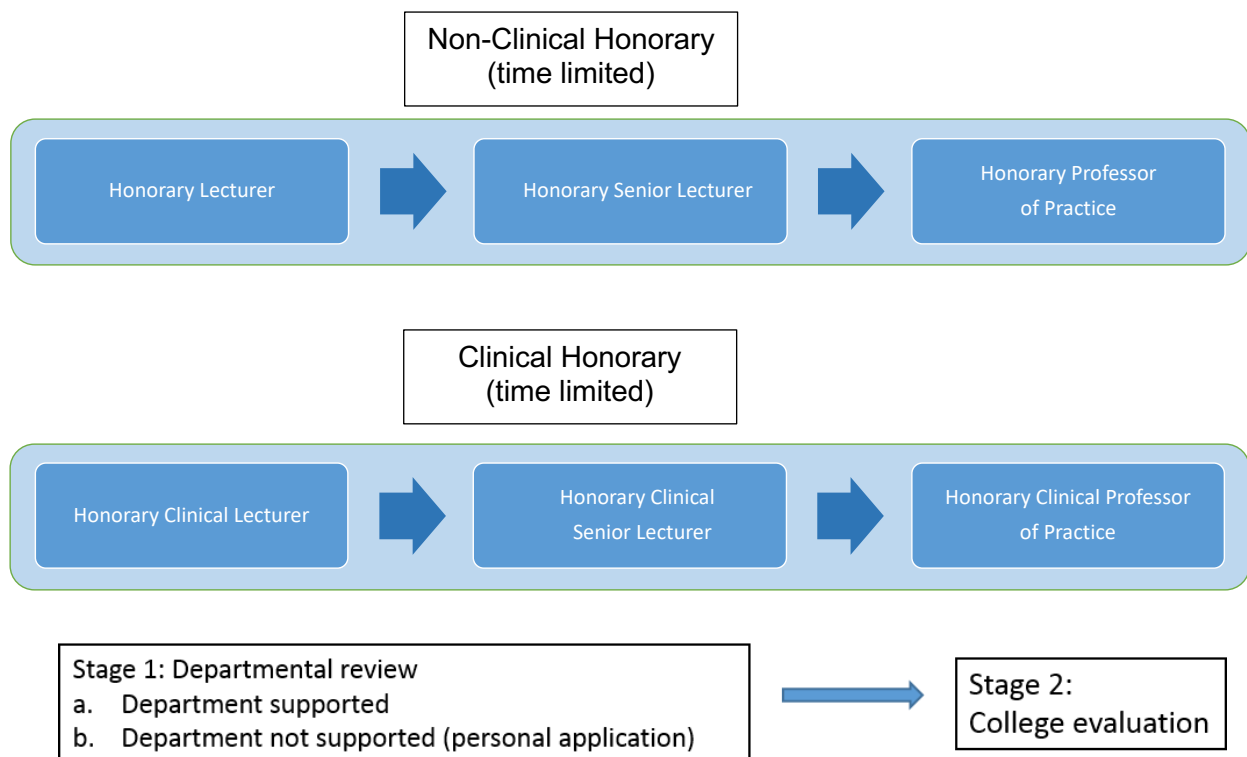 Non-Clinical Honorary
(time limited)
Honorary Lecturer
Honorary Senior Lecturer
Honorary Professor
of Practice
Clinical Honorary
(time limited)
Honorary Clinical Lecturer
Honorary Clinical
Senior Lecturer
Honorary Clinical Professor
of Practice
Stage 1: Departmental review
a. Department supported
b. Department not supported (personal application)
Stage 2:
College evaluation